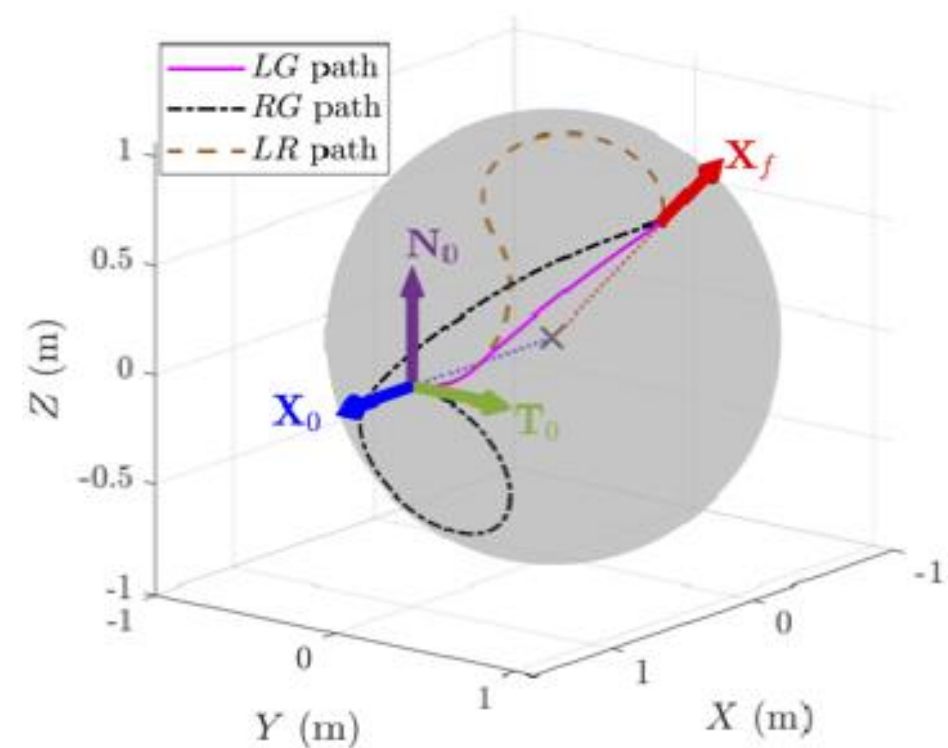 LG path
RG path
LR path
X_f
N_0
X_0
T_0
1
0.5
0
-0.5
-1
Z (m)
-1
0
1
Y (m)
1
0
-1
X (m)